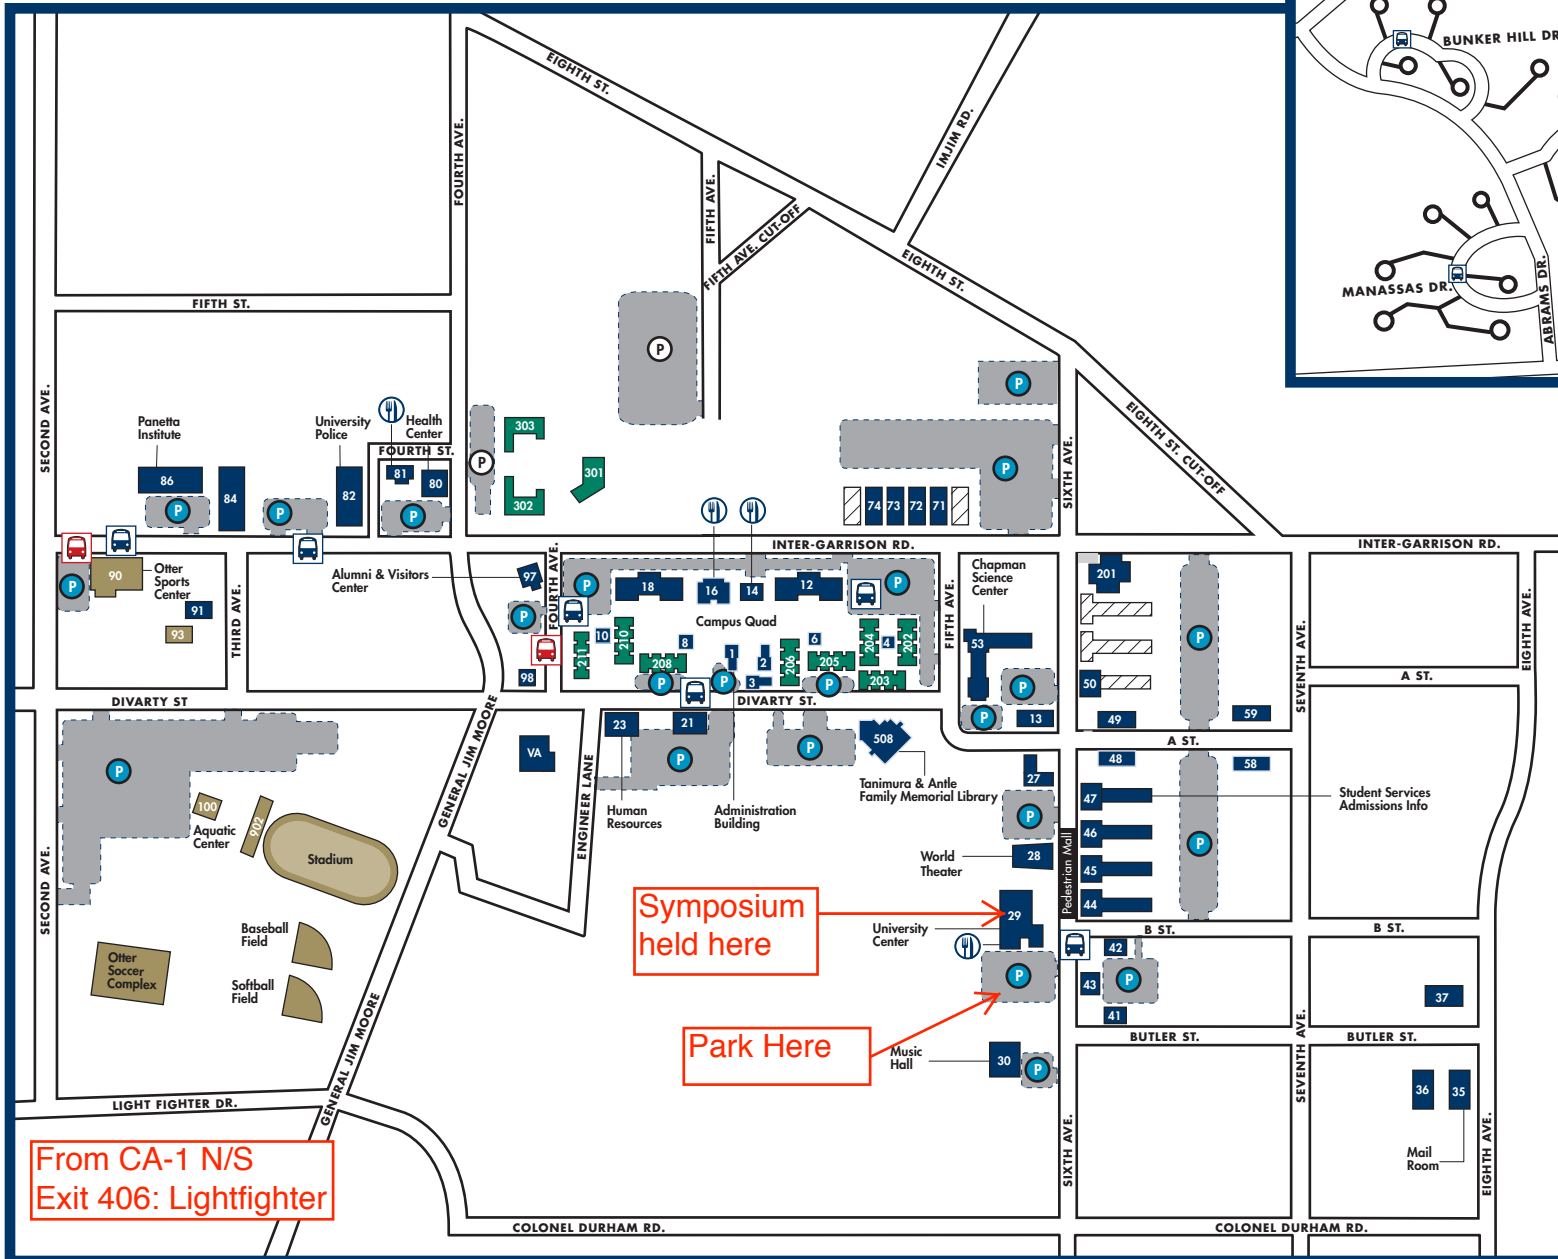 BUNKER HILL DR
MANASSAS DR.
ABRAMS DR.
EIGHTH ST.
IMJIM RD.
FOURTH AVE.
FIFTH AVE.
FIFTH AVE. CUT-OFF
EIGHTH ST.
FIFTH ST.
P
P
SECOND AVE.
Panetta
Institute
University
Police
Health
Center
FOURTH ST.
303
P
301
302
86
84
82
81
80
P
P
P
SIXTH AVE.
EIGHTH ST. CUT-OFF
P
74
73
72
71
INTER-GARRISON RD.
INTER-GARRISON RD.
P
90
Otter
Sports
Center
91
93
THIRD AVE.
Alumni & Visitors
Center
97
P
FOURTH AVE.
98
P
18
16
14
12
P
Campus Quad
10
210
211
8
208
1
2
3
206
6
205
204
4
202
203
P
P
P
FIFTH AVE.
Chapman
Science
Center
53
P
P
13
201
50
49
P
59
SEVENTH AVE.
EIGHTH AVE.
A ST.
A ST.
DIVARTY ST
DIVARTY ST.
GENERAL JIM MOORE
VA
ENGINEER LANE
23
21
P
P
508
Human
Resources
Administration
Building
Tanimura & Antle
Family Memorial Library
27
P
48
58
47
Student Services
Admissions Info
46
45
44
P
Pedestrian Mall
P
100
Aquatic
Center
902
Stadium
SECOND AVE.
World
Theater
28
Symposium
held here
29
University
Center
P
B ST.
B ST.
42
43
P
41
37
Baseball
Field
Softball
Field
Otter
Soccer
Complex
GENERAL JIM MOORE
Park Here
Music
Hall
30
P
BUTLER ST.
BUTLER ST.
SEVENTH AVE.
36
35
Mail
Room
LIGHT FIGHTER DR.
From CA-1 N/S
Exit 406: Lightfighter
SIXTH AVE.
EIGHTH AVE.
COLONEL DURHAM RD.
COLONEL DURHAM RD.